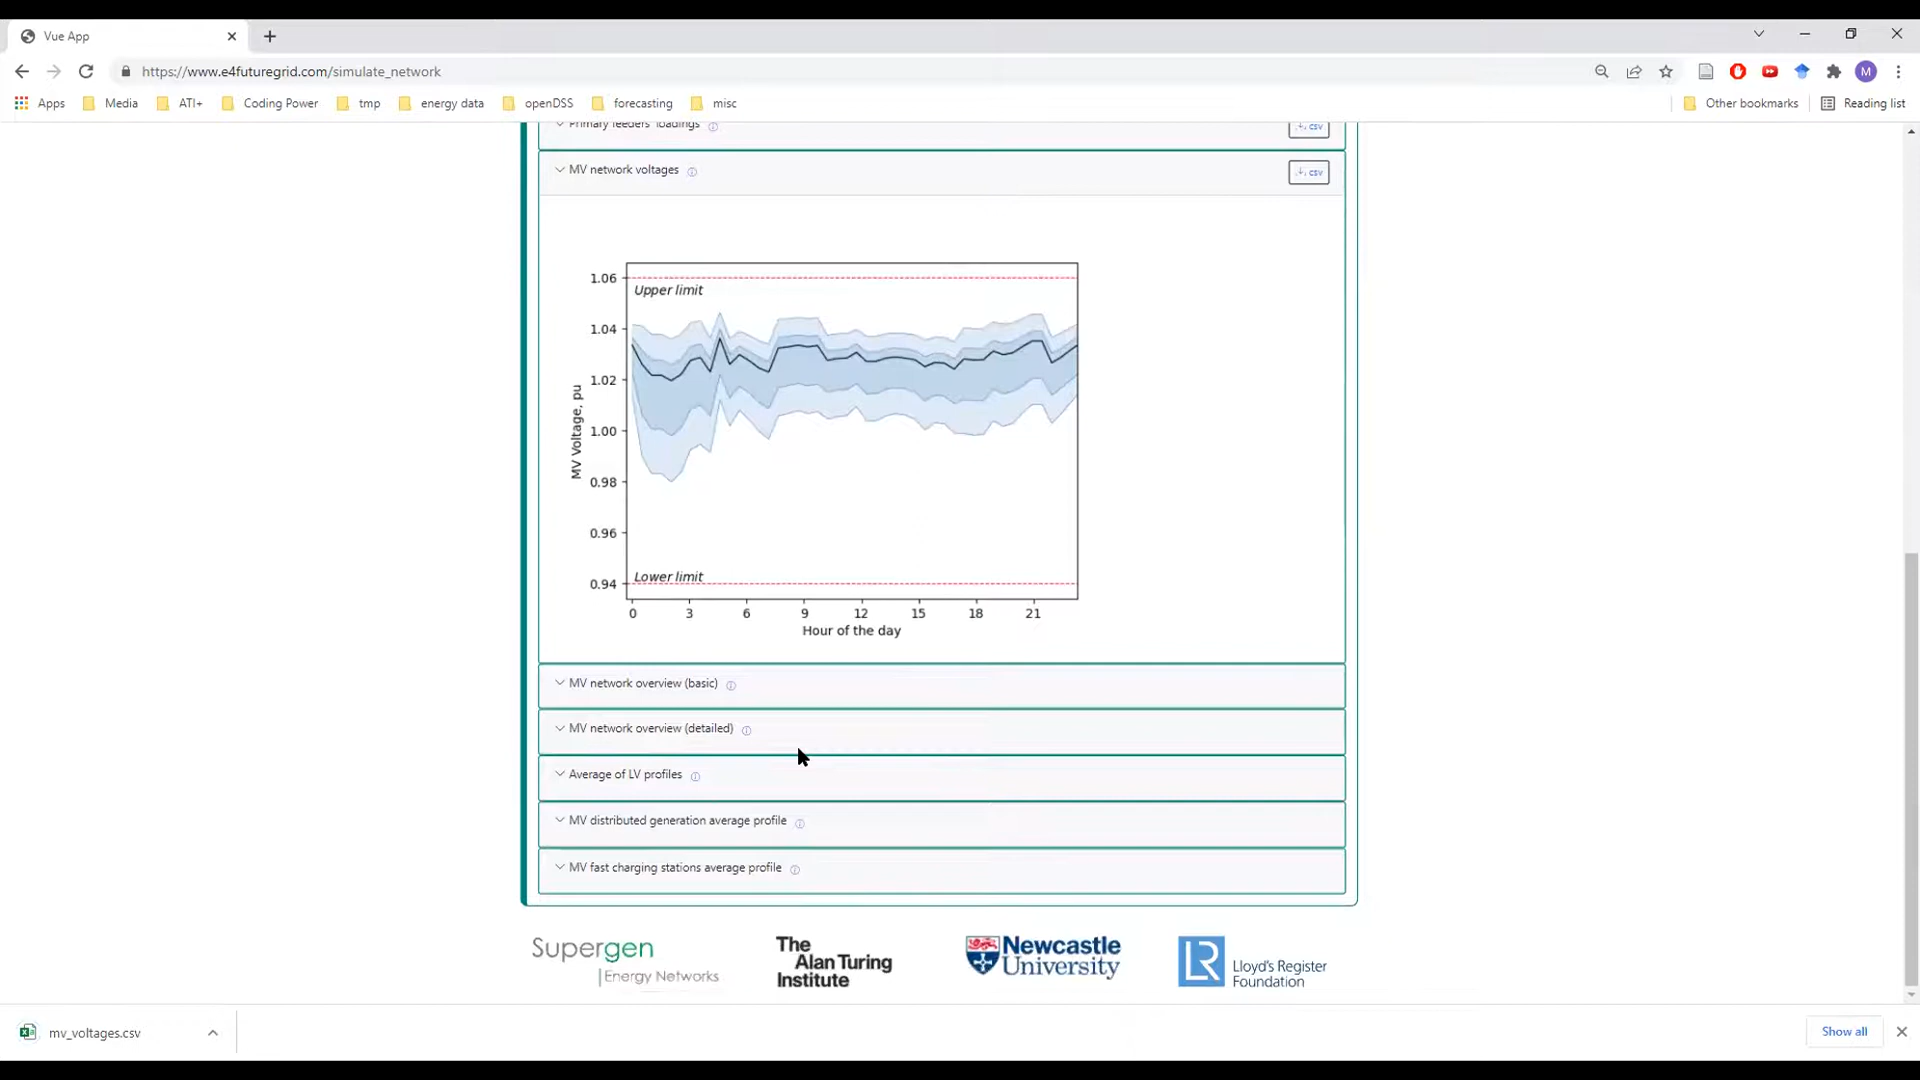 Vue App
https://www.e4futuregrid.com/simulate_network
M
Apps Media ATI+ Coding Power tmp energy data openDSS forecasting misc Other bookmarks Reading list
Primary feeders' loadings csv
MV network voltages csv
1.06
Upper limit
1.04
1.02
1.00
0.98
0.96
0.94
Lower limit
MV Voltage, pu
0 3 6 9 12 15 18 21
Hour of the day
MV network overview (basic)
MV network overview (detailed)
Average of LV profiles
MV distributed generation average profile
MV fast charging stations average profile
Supergen
Energy Networks
The
Alan Turing
Institute
Newcastle
University
LR
Lloyd's Register
Foundation
mv_voltages.csv
Show all